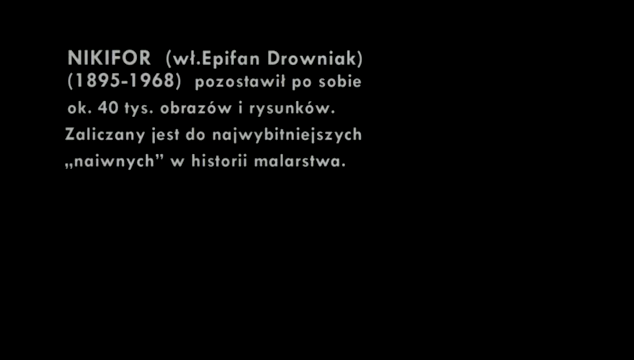 NIKIFOR (wł.Epifan Drowniak)
(1895-1968) pozostawił po sobie
ok. 40 tys. obrazów i rysunków.
Zaliczany jest do najwybitniejszych
„naiwnych” w historii malarstwa.